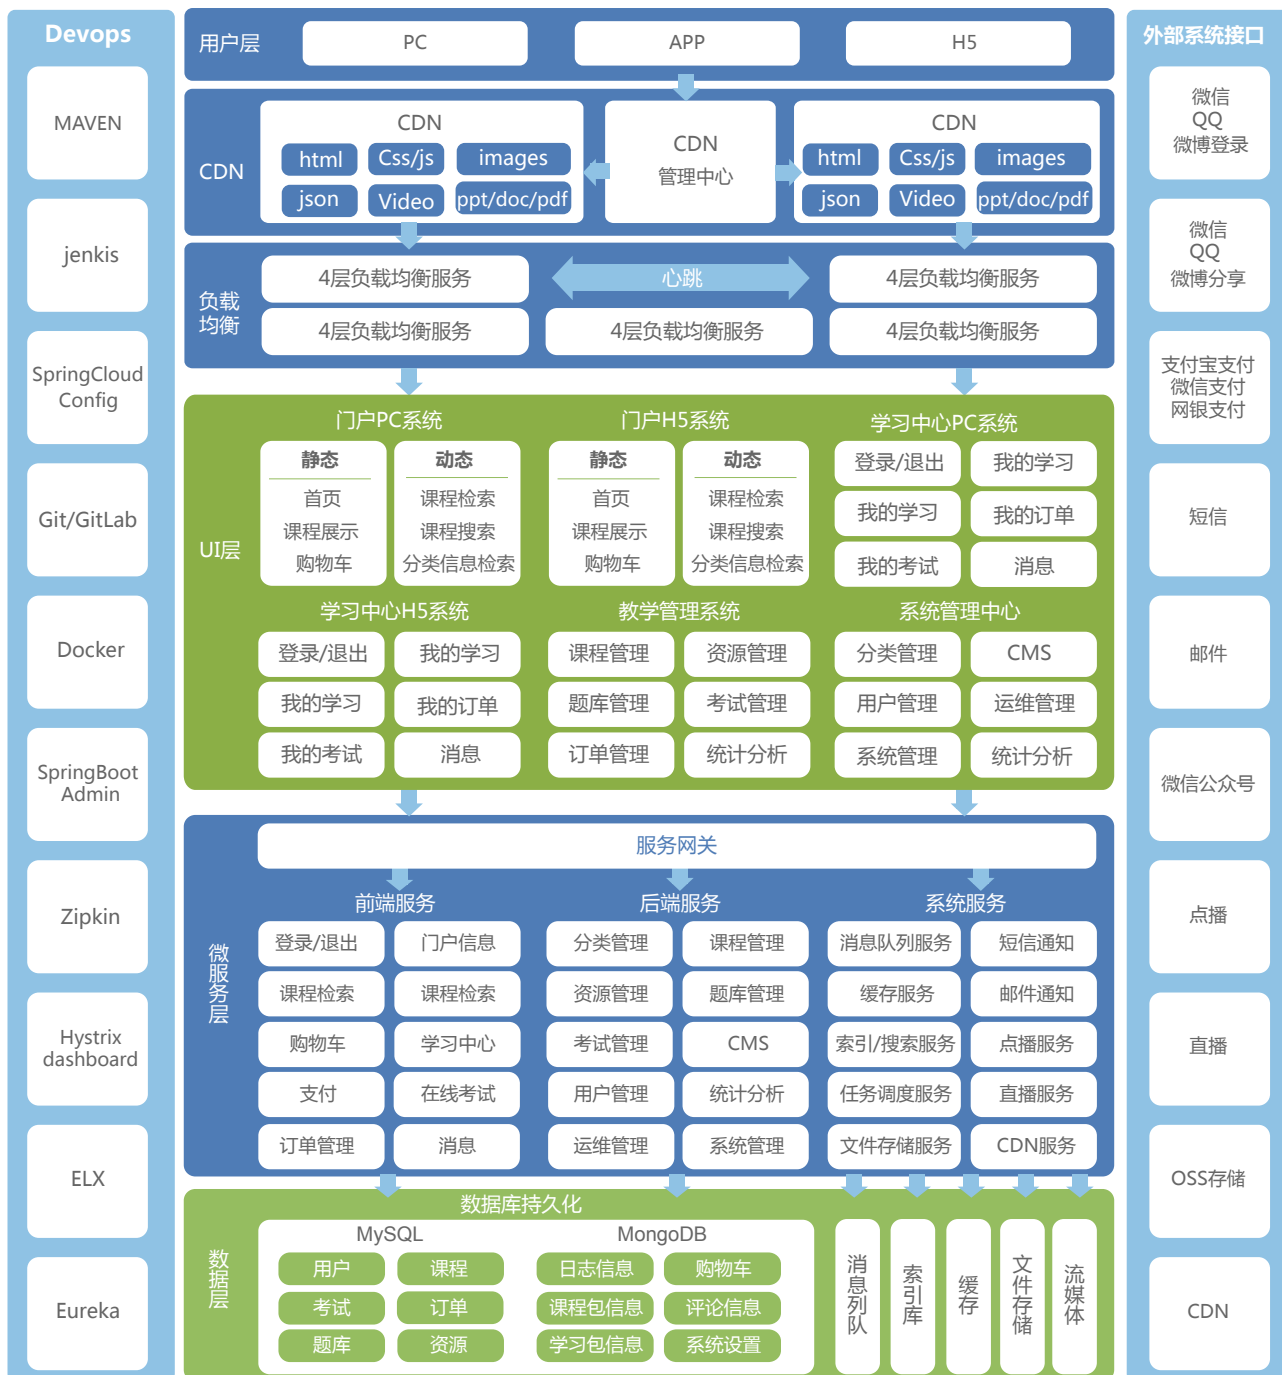 Devops
MAVEN
jenkis
SpringCloud
Config
Git/GitLab
Docker
SpringBoot
Admin
Zipkin
Hystrix
dashboard
ELX
Eureka
用户层
PC
APP
H5
CDN
CDN
html
Css/js
images
json
Video
ppt/doc/pdf
CDN
管理中心
CDN
html
Css/js
images
json
Video
ppt/doc/pdf
负载
均衡
4层负载均衡服务
心跳
4层负载均衡服务
4层负载均衡服务
4层负载均衡服务
4层负载均衡服务
UI层
门户PC系统
静态
首页
课程展示
购物车
动态
课程检索
课程搜索
分类信息检索
门户H5系统
静态
首页
课程展示
购物车
动态
课程检索
课程搜索
分类信息检索
学习中心PC系统
登录/退出
我的学习
我的学习
我的订单
我的考试
消息
学习中心H5系统
登录/退出
我的学习
我的学习
我的订单
我的考试
消息
教学管理系统
课程管理
资源管理
题库管理
考试管理
订单管理
统计分析
系统管理中心
分类管理
CMS
用户管理
运维管理
系统管理
统计分析
微服务层
服务网关
前端服务
登录/退出
门户信息
课程检索
课程检索
购物车
学习中心
支付
在线考试
订单管理
消息
后端服务
分类管理
课程管理
资源管理
题库管理
考试管理
CMS
用户管理
统计分析
运维管理
系统管理
系统服务
消息队列服务
短信通知
缓存服务
邮件通知
索引/搜索服务
点播服务
任务调度服务
直播服务
文件存储服务
CDN服务
数据层
数据库持久化
MySQL
用户
课程
考试
订单
题库
资源
MongoDB
日志信息
购物车
课程包信息
评论信息
学习包信息
系统设置
消息列队
索引库
缓存
文件存储
流媒体
外部系统接口
微信
QQ
微博登录
微信
QQ
微博分享
支付宝支付
微信支付
网银支付
短信
邮件
微信公众号
点播
直播
OSS存储
CDN